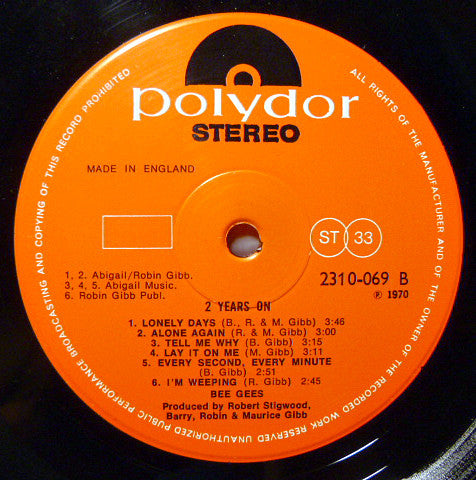 polydor
STEREO
MADE IN ENGLAND
ST 33
2310-069 B
℗ 1970
1, 2. Abigail/Robin Gibb.
3, 4, 5. Abigail Music.
6. Robin Gibb Publ.
2 YEARS ON
1. LONELY DAYS (B., R. & M. Gibb) 3:46
2. ALONE AGAIN (R. & M. Gibb) 3:00
3. TELL ME WHY (B. Gibb) 3:15
4. LAY IT ON ME (M. Gibb) 3:11
5. EVERY SECOND, EVERY MINUTE
(B. Gibb) 2:51
6. I'M WEEPING (R. Gibb) 2:45
BEE GEES
Produced by Robert Stigwood,
Barry, Robin & Maurice Gibb
ALL RIGHTS OF THE MANUFACTURER AND OF THE OWNER OF THE RECORDED WORK RESERVED UNAUTHORIZED PUBLIC PERFORMANCE BROADCASTING AND COPYING OF THIS RECORD PROHIBITED